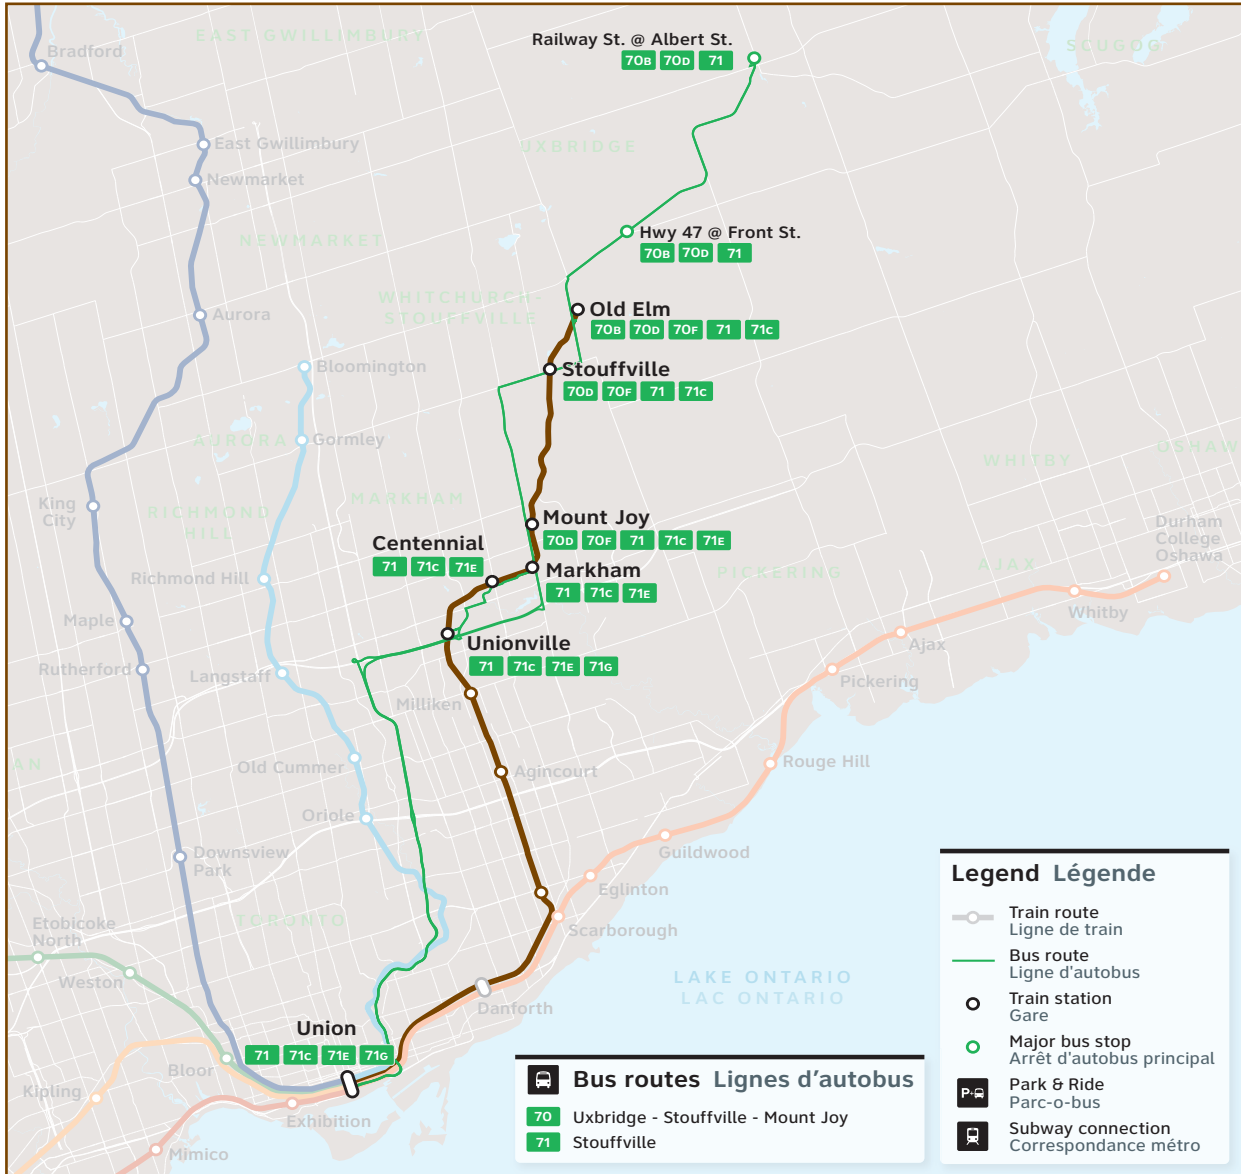 Bradford
EAST GWILLIMBURY
Railway St. @ Albert St.
70B 70D 71
SCUGOG
East Gwillimbury
UXBRIDGE
Newmarket
NEWMARKET
Hwy 47 @ Front St.
70B 70D 71
WHITCHURCH-
STOUFFVILLE
Aurora
Old Elm
70B 70D 70F 71 71C
Bloomington
Stouffville
70D 70F 71 71C
AURORA
Gormley
WHITBY
OSHAW
King
City
RICHMOND
HILL
MARKHAM
Mount Joy
70D 70F 71 71C 71E
Durham
College
Oshawa
Centennial
71 71C 71E
Markham
71 71C 71E
PICKERING
AJAX
Richmond Hill
Whitby
Maple
Ajax
Unionville
71 71C 71E 71G
Rutherford
Langstaff
Milliken
Pickering
AN
Old Cummer
Agincourt
Rouge Hill
Oriole
Downsview
Park
Guildwood
Eglinton
Etobicoke
North
TORONTO
Scarborough
Weston
LAKE ONTARIO
LAC ONTARIO
Danforth
Union
71 71C 71E 71G
Bloor
Kipling
Exhibition
Mimico
Bus routes Lignes d'autobus
70 Uxbridge - Stouffville - Mount Joy
71 Stouffville
Legend Légende
Train route
Ligne de train
Bus route
Ligne d'autobus
Train station
Gare
Major bus stop
Arrêt d'autobus principal
P Park & Ride
Parc-o-bus
Subway connection
Correspondance métro